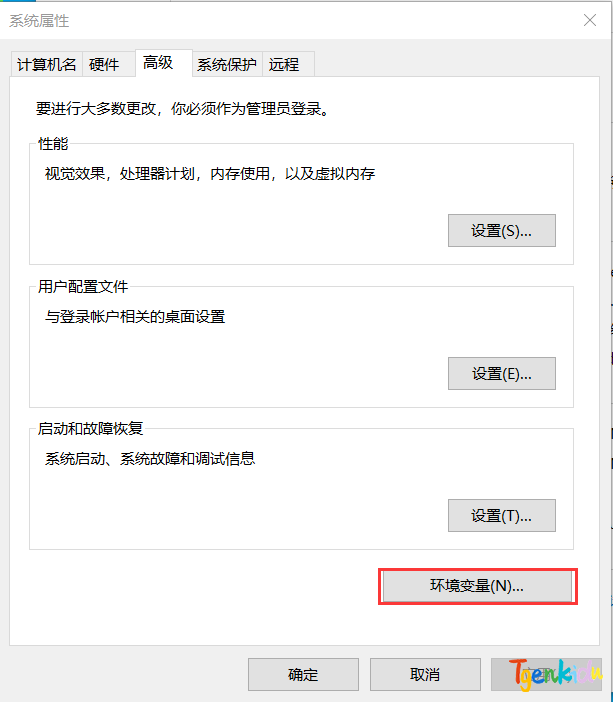 系统属性
计算机名 硬件 高级 系统保护 远程
要进行大多数更改，你必须作为管理员登录。
性能
视觉效果，处理器计划，内存使用，以及虚拟内存
设置(S)...
用户配置文件
与登录帐户相关的桌面设置
设置(E)...
启动和故障恢复
系统启动、系统故障和调试信息
设置(T)...
环境变量(N)...
确定 取消